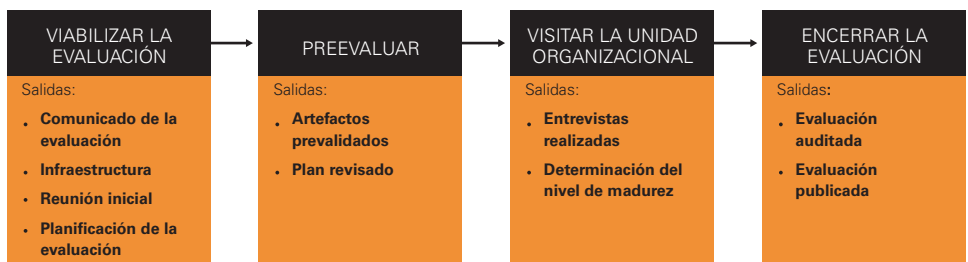 VIABILIZAR LA
EVALUACIÓN
Salidas:
• Comunicado de la
evaluación
• Infraestructura
• Reunión inicial
• Planificación de la
evaluación
PREEVALUAR
Salidas:
• Artefactos
prevalidados
• Plan revisado
VISITAR LA UNIDAD
ORGANIZACIONAL
Salidas:
• Entrevistas
realizadas
• Determinación del
nivel de madurez
ENCERRAR LA
EVALUACIÓN
Salidas:
• Evaluación
auditada
• Evaluación
publicada